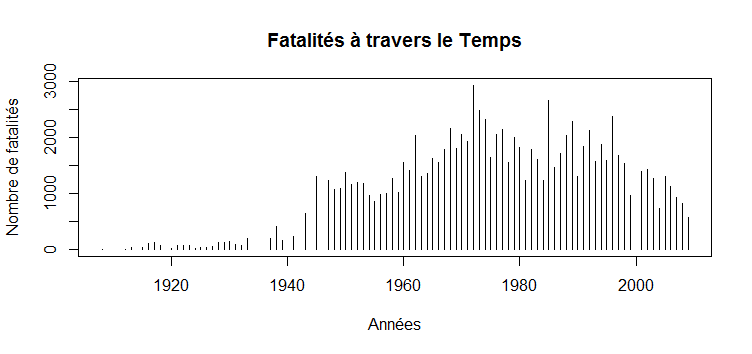 Fatalités à travers le Temps
Nombre de fatalités
3000
2000
1000
0
1920 1940 1960 1980 2000
Années